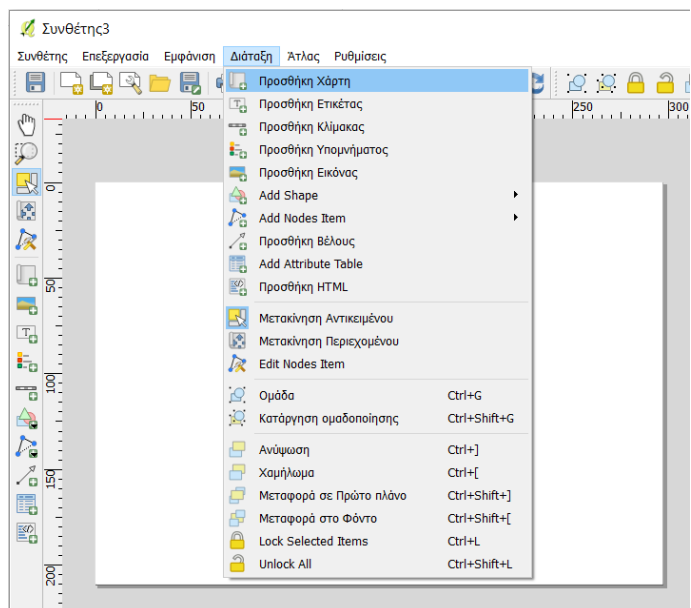 Συνθέτης3
Συνθέτης Επεξεργασία Εμφάνιση Διάταξη Άτλας Ρυθμίσεις
0 50 250 300
Προσθήκη Χάρτη
Προσθήκη Ετικέτας
Προσθήκη Κλίμακας
Προσθήκη Υπομνήματος
Προσθήκη Εικόνας
Add Shape
Add Nodes Item
Προσθήκη Βέλους
Add Attribute Table
Προσθήκη HTML
Μετακίνηση Αντικειμένου
Μετακίνηση Περιεχομένου
Edit Nodes Item
Ομάδα Ctrl+G
Κατάργηση ομαδοποίησης Ctrl+Shift+G
Ανύψωση Ctrl+]
Χαμήλωμα Ctrl+[
Μεταφορά σε Πρώτο πλάνο Ctrl+Shift+]
Μεταφορά στο Φόντο Ctrl+Shift+[
Lock Selected Items Ctrl+L
Unlock All Ctrl+Shift+L
0
50
100
150
200